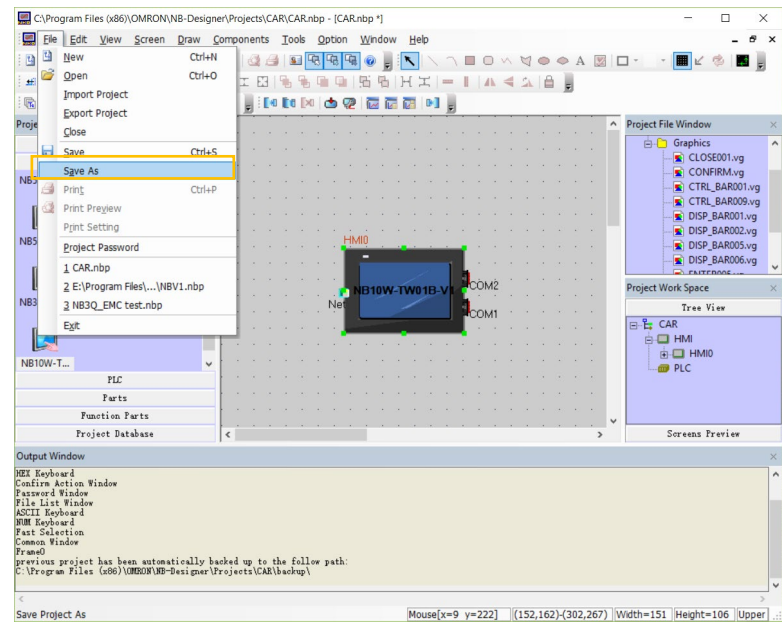 C:\Program Files (x86)\OMRON\NB-Designer\Projects\CAR\CAR.nbp - [CAR.nbp *]
File Edit View Screen Draw Components Tools Option Window Help
New Ctrl+N
Open Ctrl+O
Import Project
Export Project
Close
Save Ctrl+S
Save As
Print Ctrl+P
Print Preview
Print Setting
Project Password
1 CAR.nbp
2 E:\Program Files\...\NBV1.nbp
3 NB3Q_EMC test.nbp
Exit
Proje
NB5
NB5
NB3
NB10W-T...
PLC
Parts
Function Parts
Project Database
HMI0
NB10W-TW01B-V1
COM2
COM1
Net
Project File Window
Graphics
CLOSE001.vg
CONFIRM.vg
CTRL_BAR001.vg
CTRL_BAR009.vg
DISP_BAR001.vg
DISP_BAR002.vg
DISP_BAR005.vg
DISP_BAR006.vg
Project Work Space
Tree View
CAR
HMI
HMI0
PLC
Screens Preview
Output Window
HEX Keyboard
Confirm Action Window
Password Window
File List Window
ASCII Keyboard
NUM Keyboard
Fast Selection
Common Window
Frame0
previous project has been automatically backed up to the follow path:
C:\Program Files (x86)\OMRON\NB-Designer\Projects\CAR\backup\
Save Project As
Mouse[x=9 y=222] (152,162)-(302,267) Width=151 Height=106 Upper